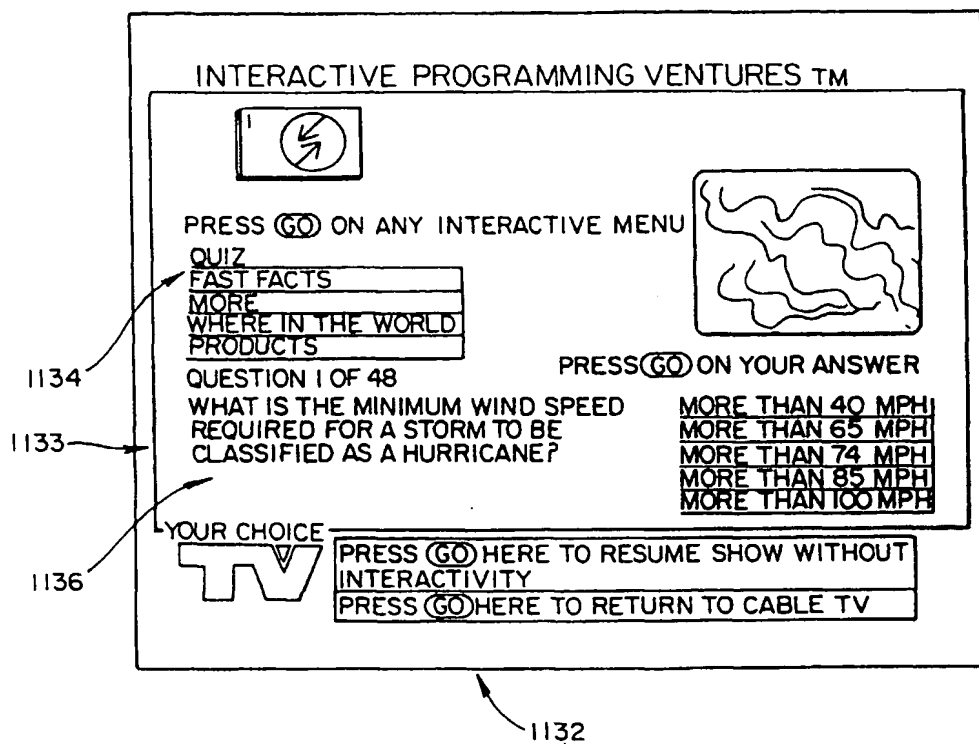 INTERACTIVE PROGRAMMING VENTURES TM
1
PRESS GO ON ANY INTERACTIVE MENU
QUIZ
FAST FACTS
MORE
WHERE IN THE WORLD
PRODUCTS
1134
QUESTION 1 OF 48
PRESS GO ON YOUR ANSWER
WHAT IS THE MINIMUM WIND SPEED
REQUIRED FOR A STORM TO BE
CLASSIFIED AS A HURRICANE?
1133
MORE THAN 40 MPH
MORE THAN 65 MPH
MORE THAN 74 MPH
MORE THAN 85 MPH
MORE THAN 100 MPH
1136
YOUR CHOICE
TV
PRESS GO HERE TO RESUME SHOW WITHOUT
INTERACTIVITY
PRESS GO HERE TO RETURN TO CABLE TV
1132